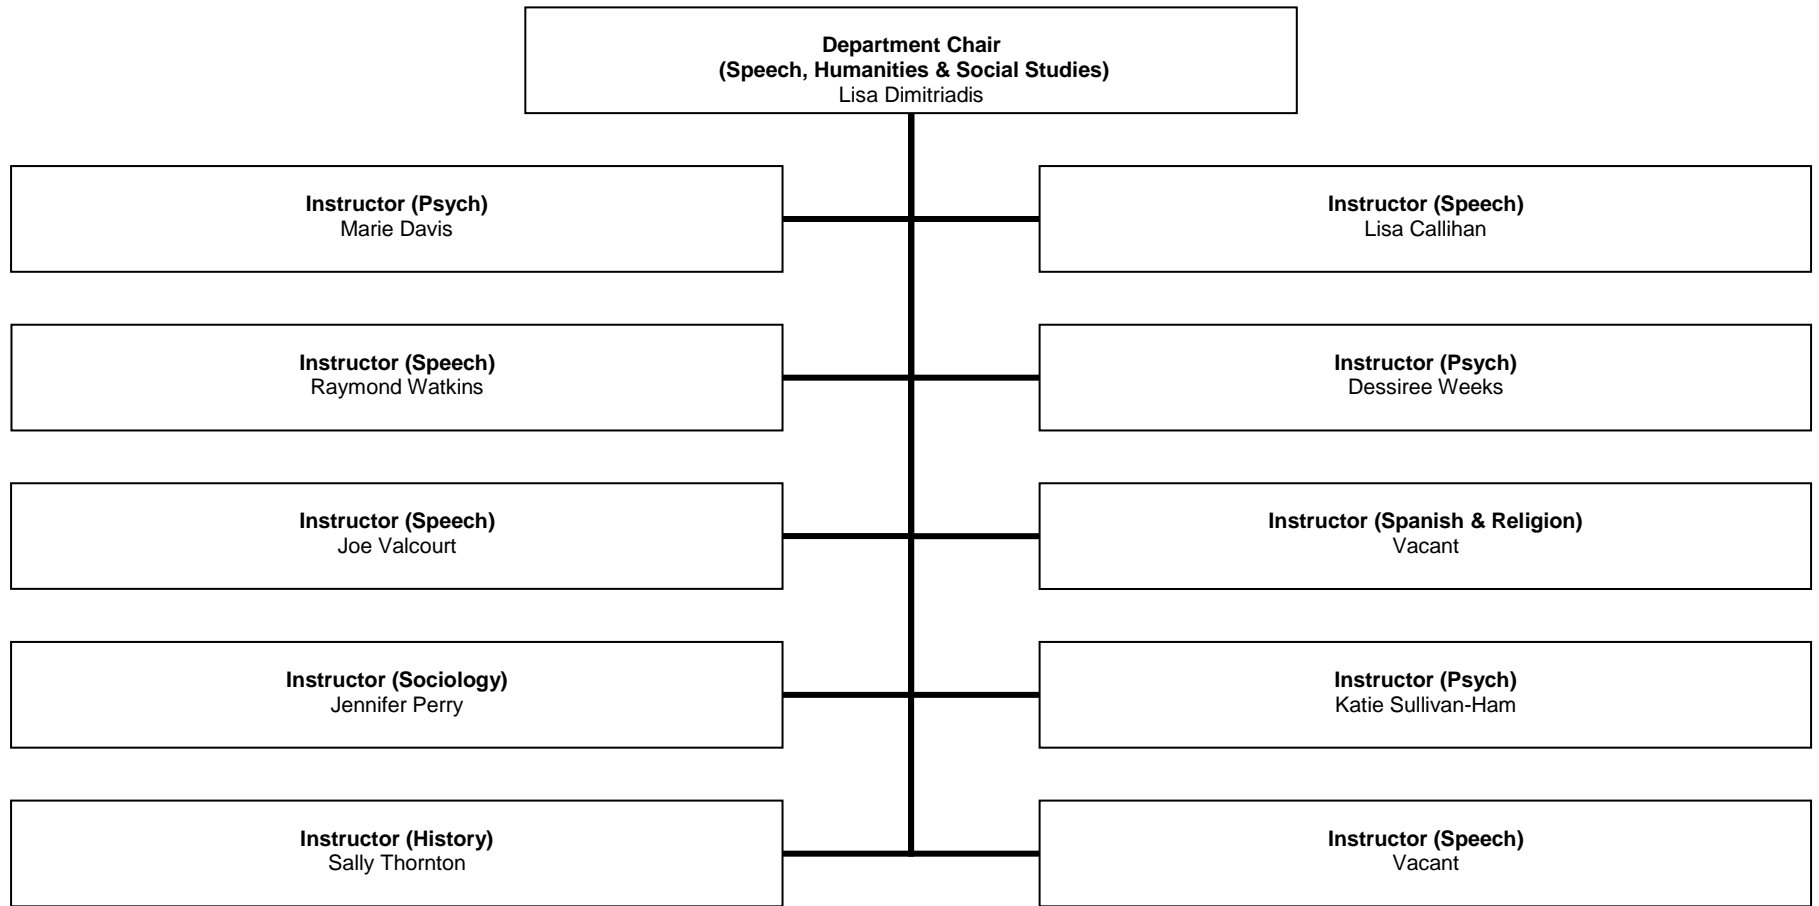 Department Chair
(Speech, Humanities & Social Studies)
Lisa Dimitriadis
Instructor (Psych)
Marie Davis
Instructor (Speech)
Lisa Callihan
Instructor (Speech)
Raymond Watkins
Instructor (Psych)
Dessiree Weeks
Instructor (Speech)
Joe Valcourt
Instructor (Spanish & Religion)
Vacant
Instructor (Sociology)
Jennifer Perry
Instructor (Psych)
Katie Sullivan-Ham
Instructor (History)
Sally Thornton
Instructor (Speech)
Vacant